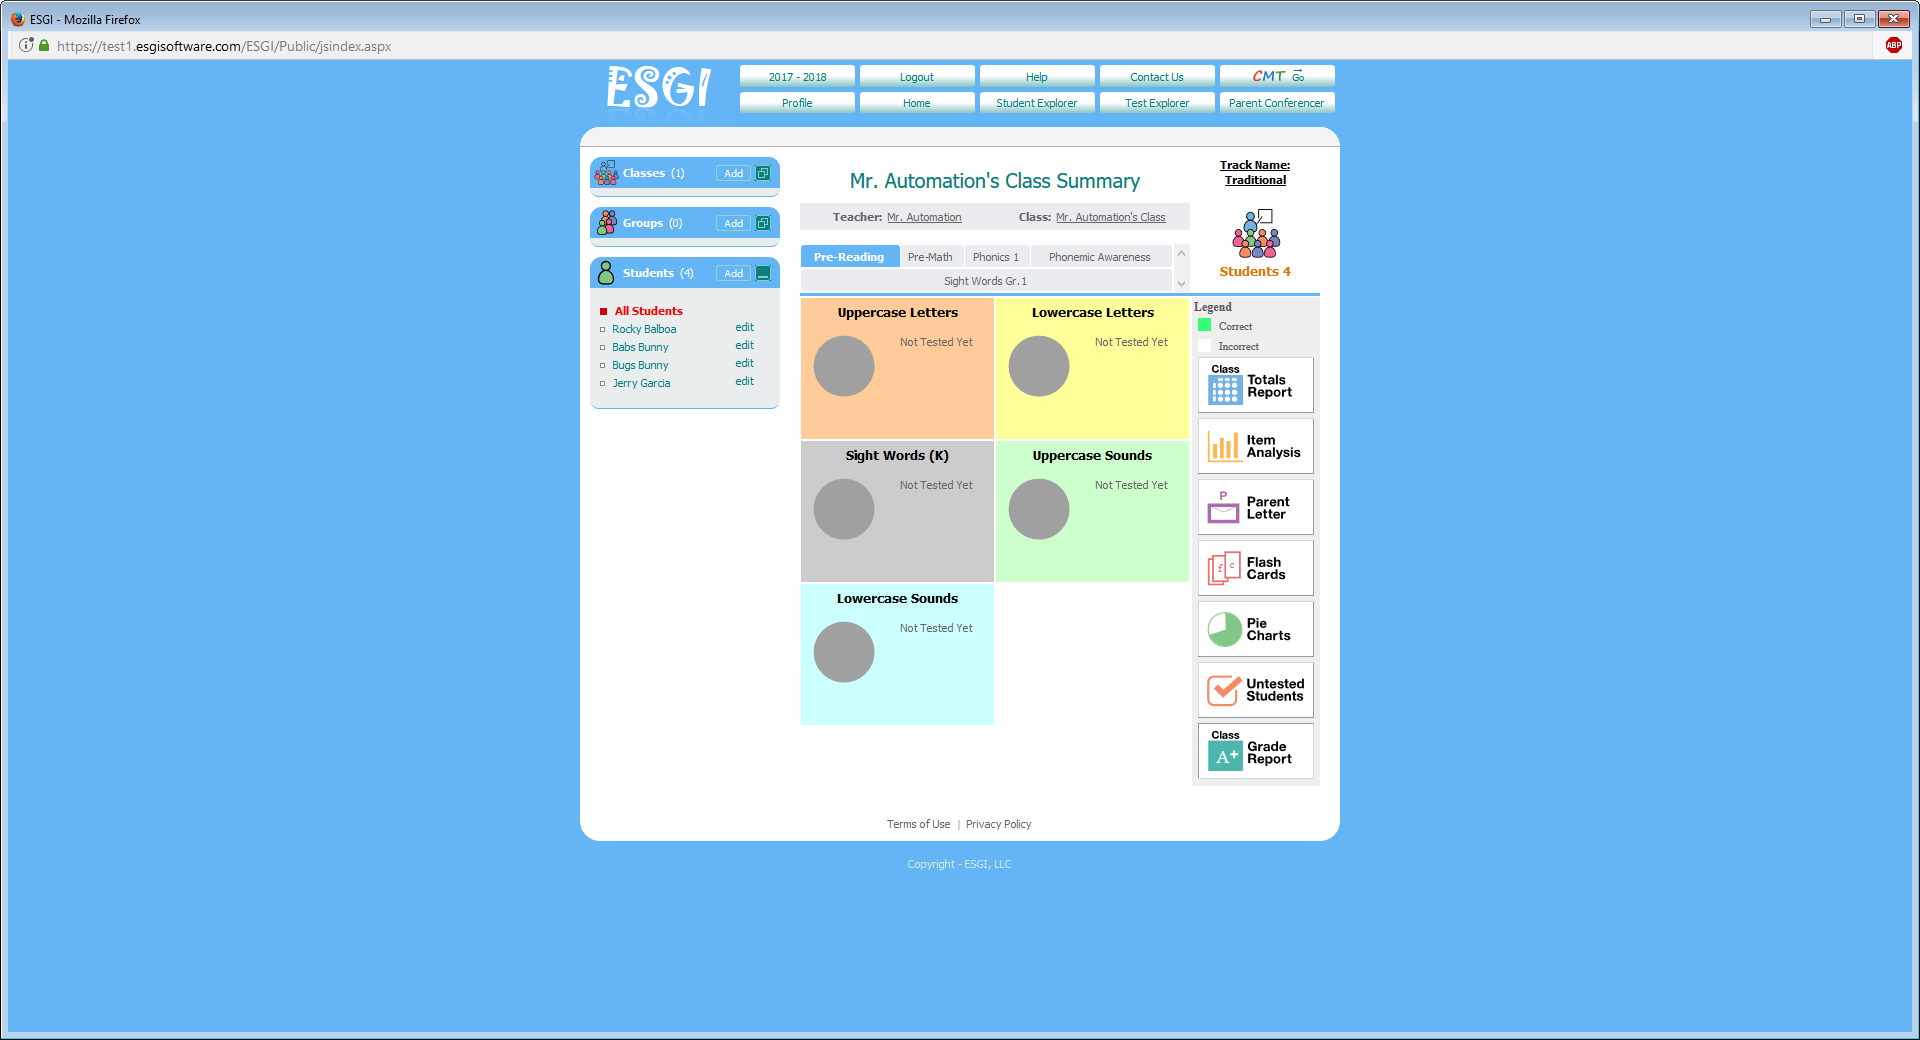 ESGI - Mozilla Firefox
https://test1.esgisoftware.com/ESGI/Public/jsindex.aspx
ABP
ESGI
2017 - 2018
Logout
Help
Contact Us
CMT Go
Profile
Home
Student Explorer
Test Explorer
Parent Conferencer
Classes (1)
Add
Groups (0)
Add
Students (4)
Add
All Students
Rocky Balboa edit
Babs Bunny edit
Bugs Bunny edit
Jerry Garcia edit
Mr. Automation's Class Summary
Teacher: Mr. Automation Class: Mr. Automation's Class
Pre-Reading
Pre-Math
Phonics 1
Phonemic Awareness
Sight Words Gr.1
Track Name:
Traditional
Students 4
Uppercase Letters
Not Tested Yet
Lowercase Letters
Not Tested Yet
Sight Words (K)
Not Tested Yet
Uppercase Sounds
Not Tested Yet
Lowercase Sounds
Not Tested Yet
Legend
Correct
Incorrect
Class
Totals
Report
Item
Analysis
P
Parent
Letter
f c
Flash
Cards
Pie
Charts
Untested
Students
Class
A+
Grade
Report
Terms of Use | Privacy Policy
Copyright - ESGI, LLC